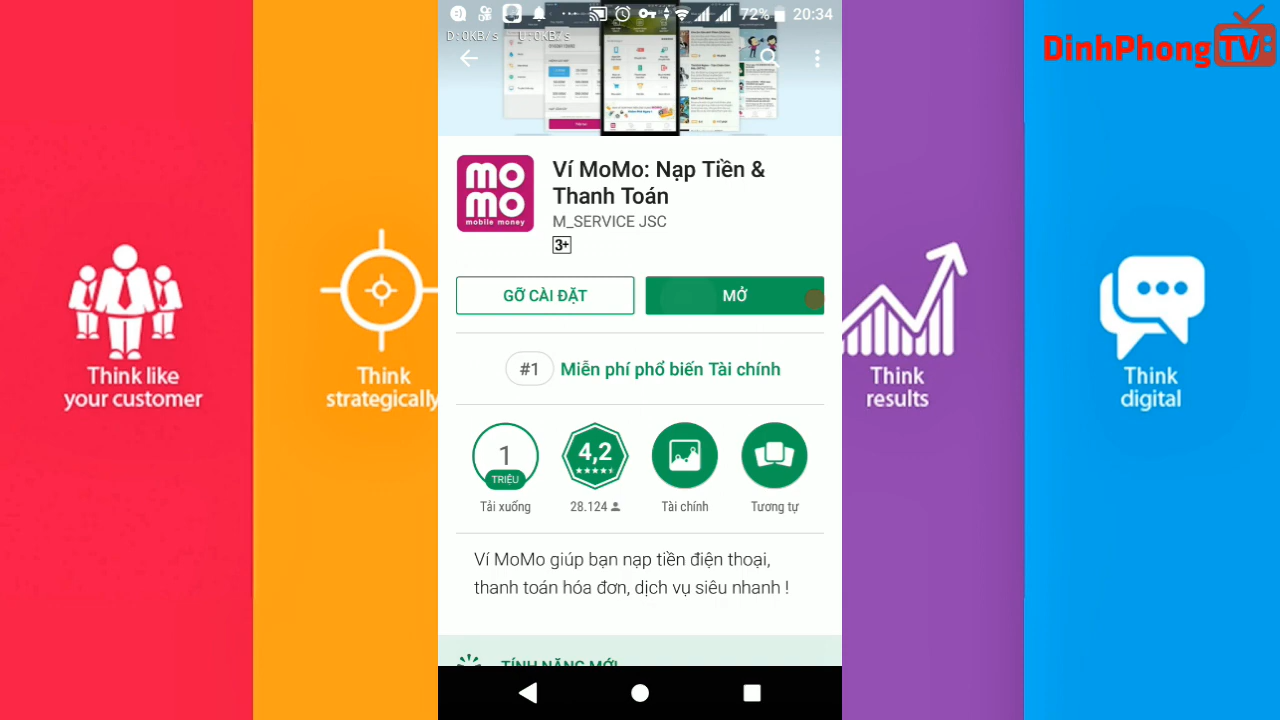 72% 20:34
D:0KB/s U:0KB/s
DinhPhongTV
mo
mo
mobile money
Ví MoMo: Nạp Tiền &
Thanh Toán
M_SERVICE JSC
3+
GỠ CÀI ĐẶT
MỞ
#1 Miễn phí phổ biến Tài chính
1
TRIỆU
4,2
Tải xuống
28.124
Tài chính
Tương tự
Ví MoMo giúp bạn nạp tiền điện thoại,
thanh toán hóa đơn, dịch vụ siêu nhanh !
TÍNH NĂNG MỚI
Think like
your customer
Think
strategically
Think
results
Think
digital